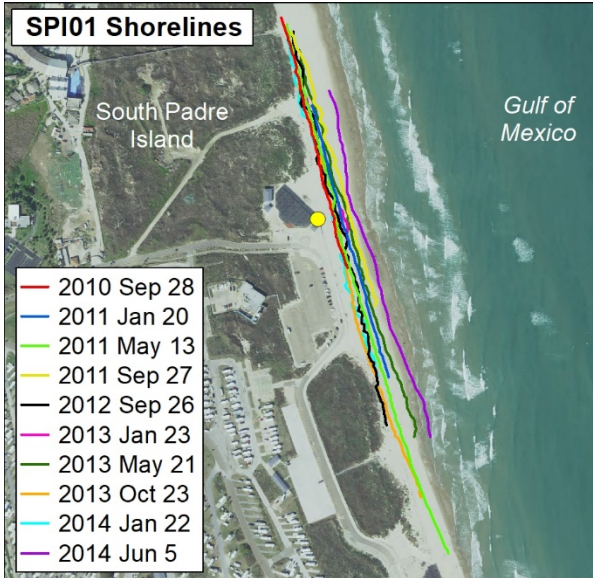 SPI01 Shorelines
South Padre
Island
Gulf of
Mexico
2010 Sep 28
2011 Jan 20
2011 May 13
2011 Sep 27
2012 Sep 26
2013 Jan 23
2013 May 21
2013 Oct 23
2014 Jan 22
2014 Jun 5